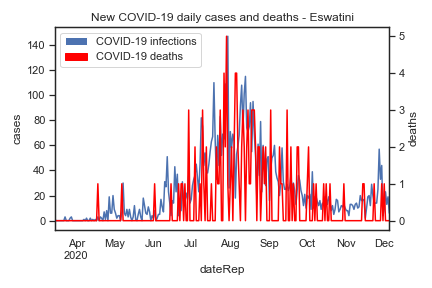 New COVID-19 daily cases and deaths - Eswatini
COVID-19 infections
COVID-19 deaths
140
120
100
80
60
40
20
0
cases
5
4
3
2
1
0
deaths
Apr May Jun Jul Aug Sep Oct Nov Dec
2020
dateRep